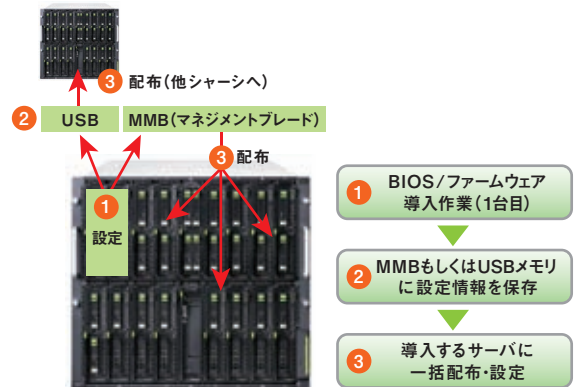 ③ 配布(他シャーシへ)
② USB MMB(マネジメントブレード)
③ 配布
①
設定
① BIOS/ファームウェア
導入作業(1台目)
② MMBもしくはUSBメモリ
に設定情報を保存
③ 導入するサーバに
一括配布・設定